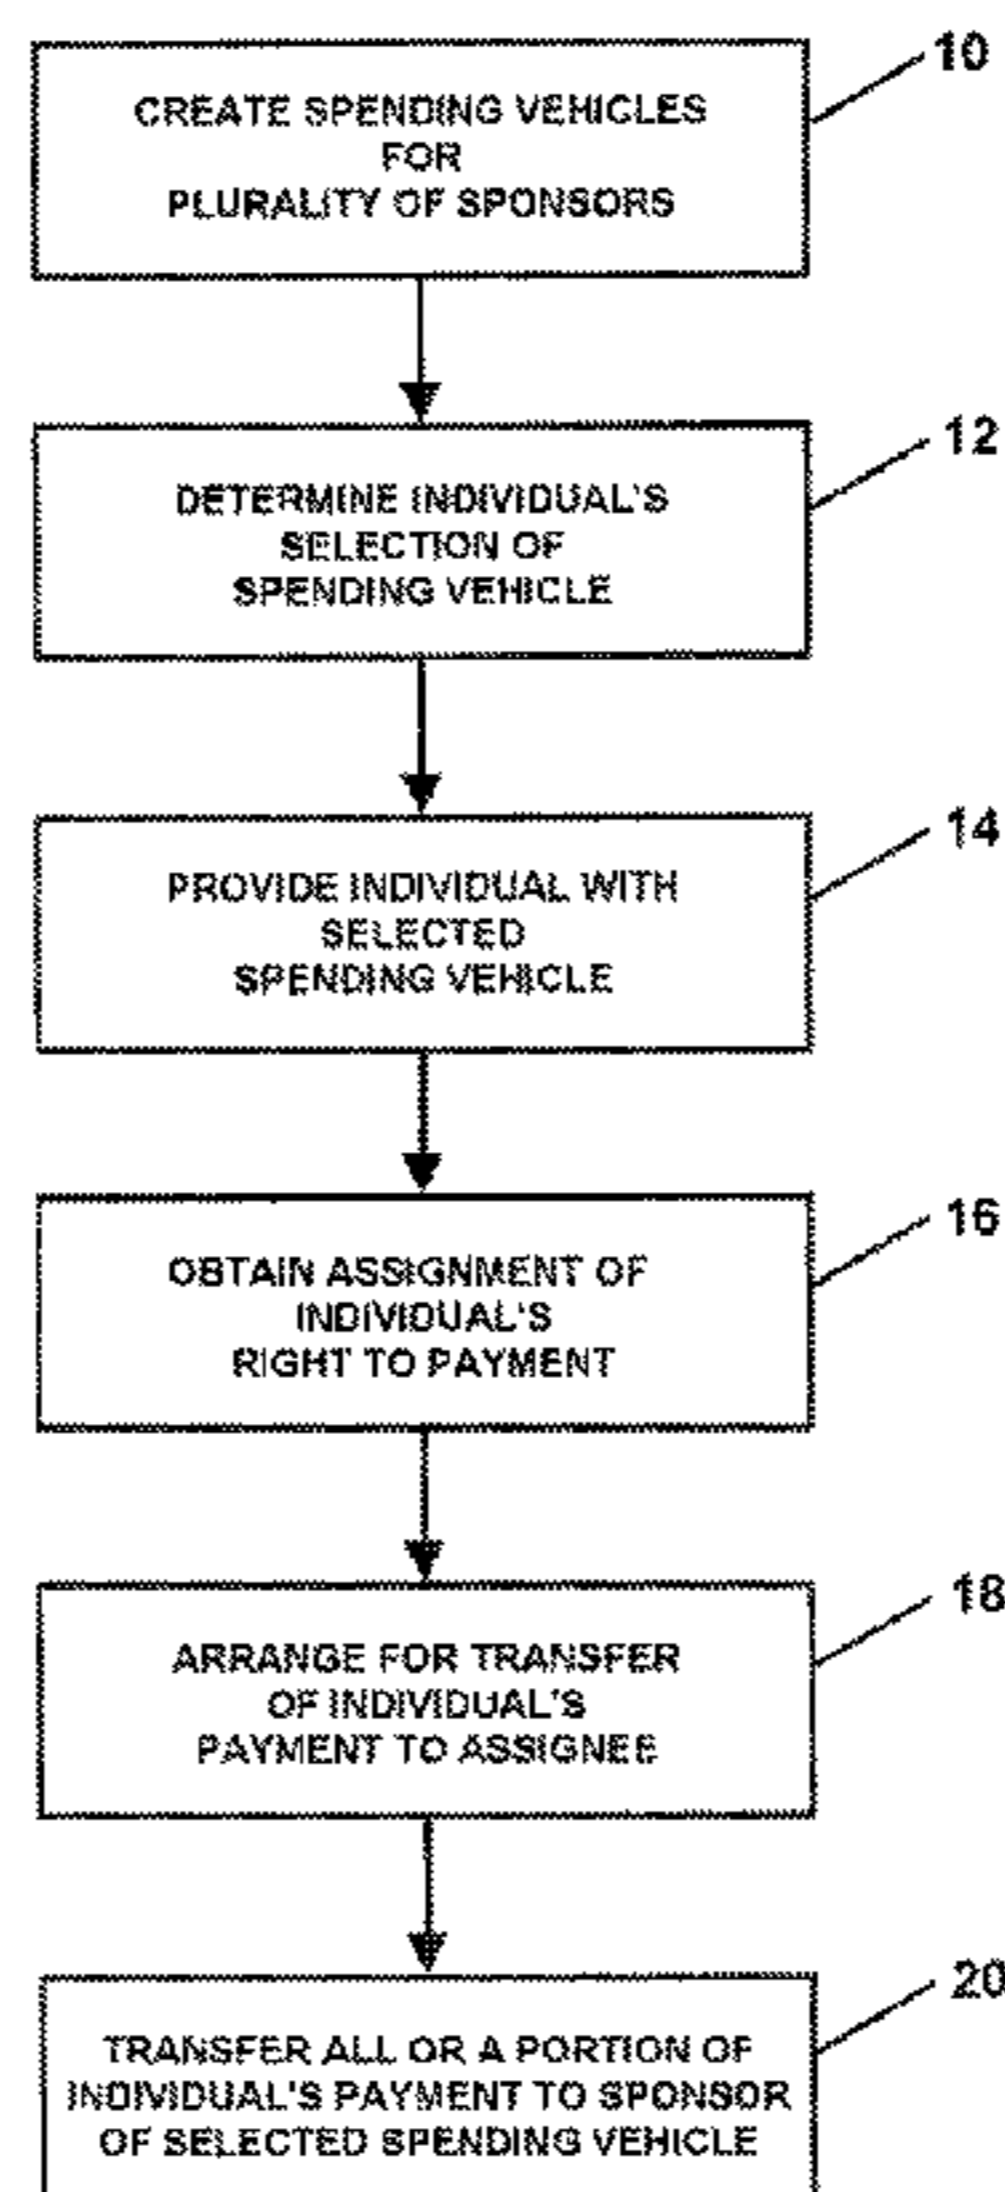 10
CREATE SPENDING VEHICLES
FOR
PLURALITY OF SPONSORS
12
DETERMINE INDIVIDUAL'S
SELECTION OF
SPENDING VEHICLE
14
PROVIDE INDIVIDUAL WITH
SELECTED
SPENDING VEHICLE
16
OBTAIN ASSIGNMENT OF
INDIVIDUAL'S
RIGHT TO PAYMENT
18
ARRANGE FOR TRANSFER
OF INDIVIDUAL'S
PAYMENT TO ASSIGNEE
20
TRANSFER ALL OR A PORTION OF
INDIVIDUAL'S PAYMENT TO SPONSOR
OF SELECTED SPENDING VEHICLE